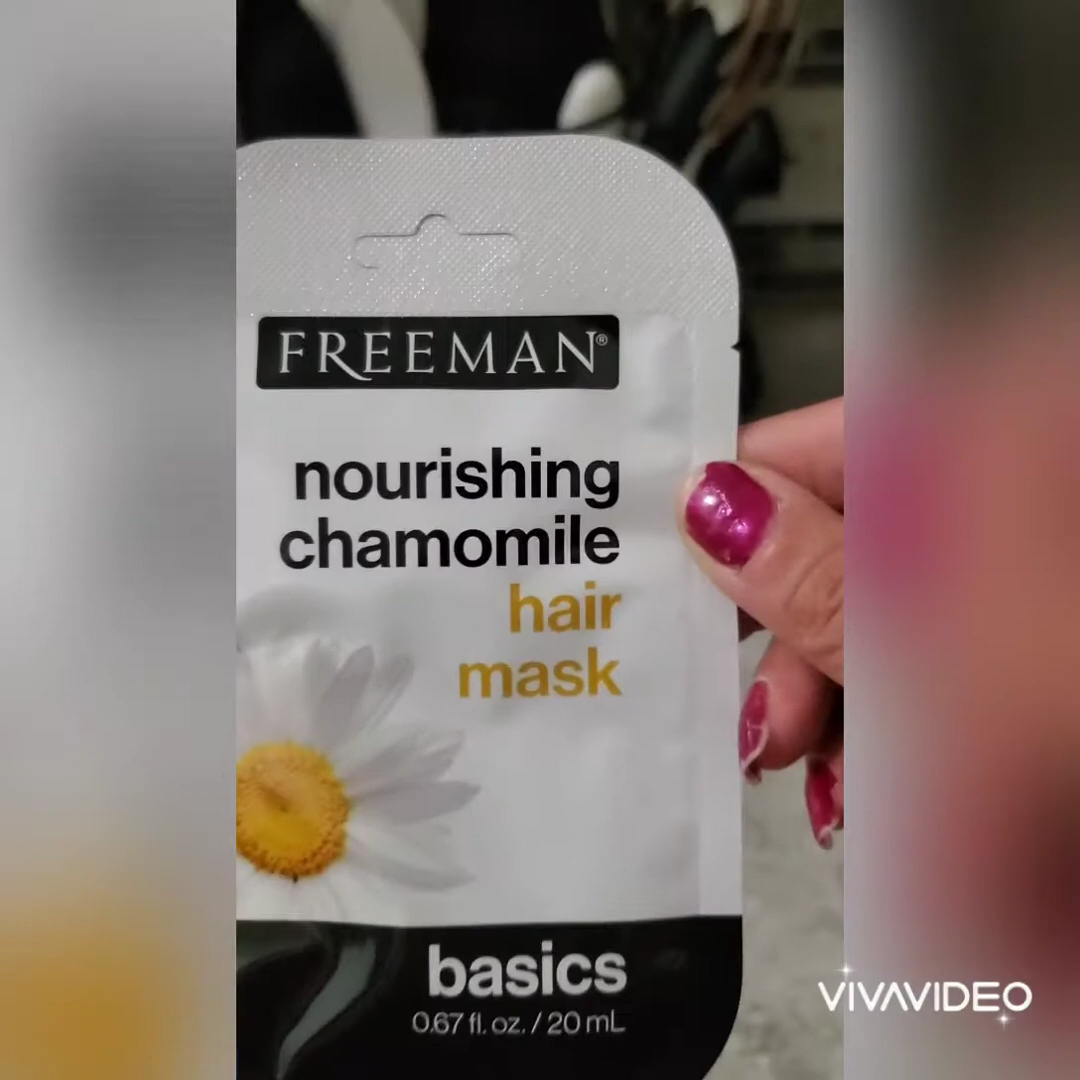 FREEMAN®
nourishing
chamomile
hair
mask
basics
0.67 fl. oz. / 20 mL
VIVAVIDEO